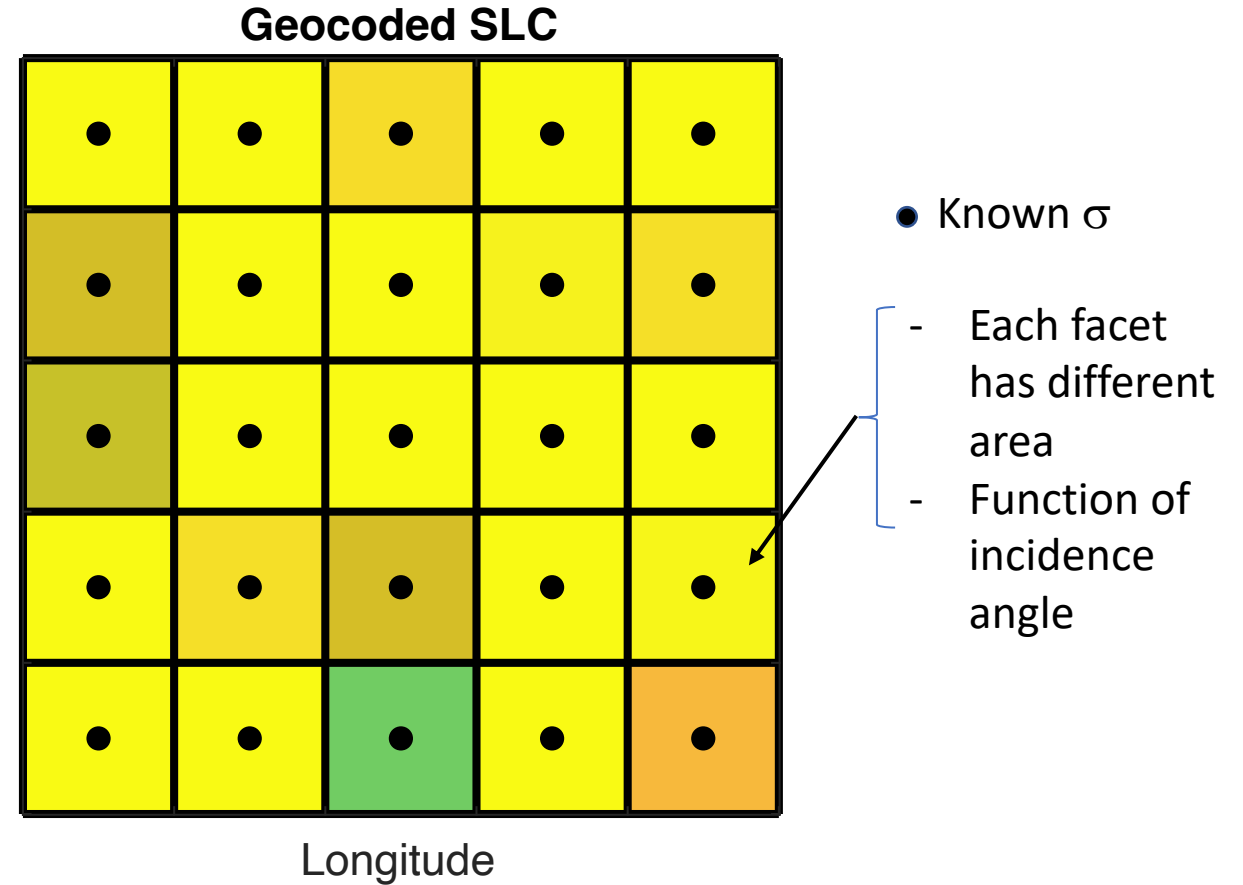 Geocoded SLC
Known σ
- Each facet
has different
area
- Function of
incidence
angle
Longitude